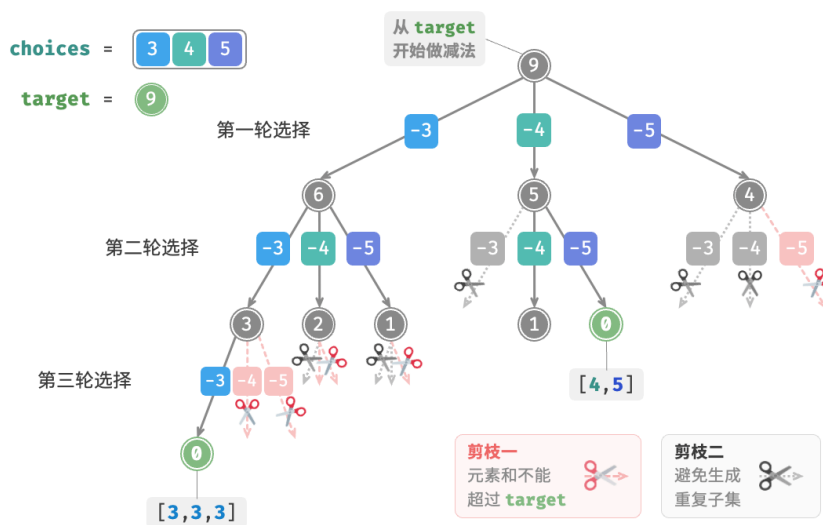 从 target
开始做减法
choices = 3 4 5
9
target = 9
第一轮选择
-3 -4 -5
6 5 4
第二轮选择
-3 -4 -5 -3 -4 -5 -3 -4 -5
3 2 1 1 0
第三轮选择
-3 -4 -5
[4,5]
0
剪枝一
元素和不能
超过 target
剪枝二
避免生成
重复子集
[3,3,3]